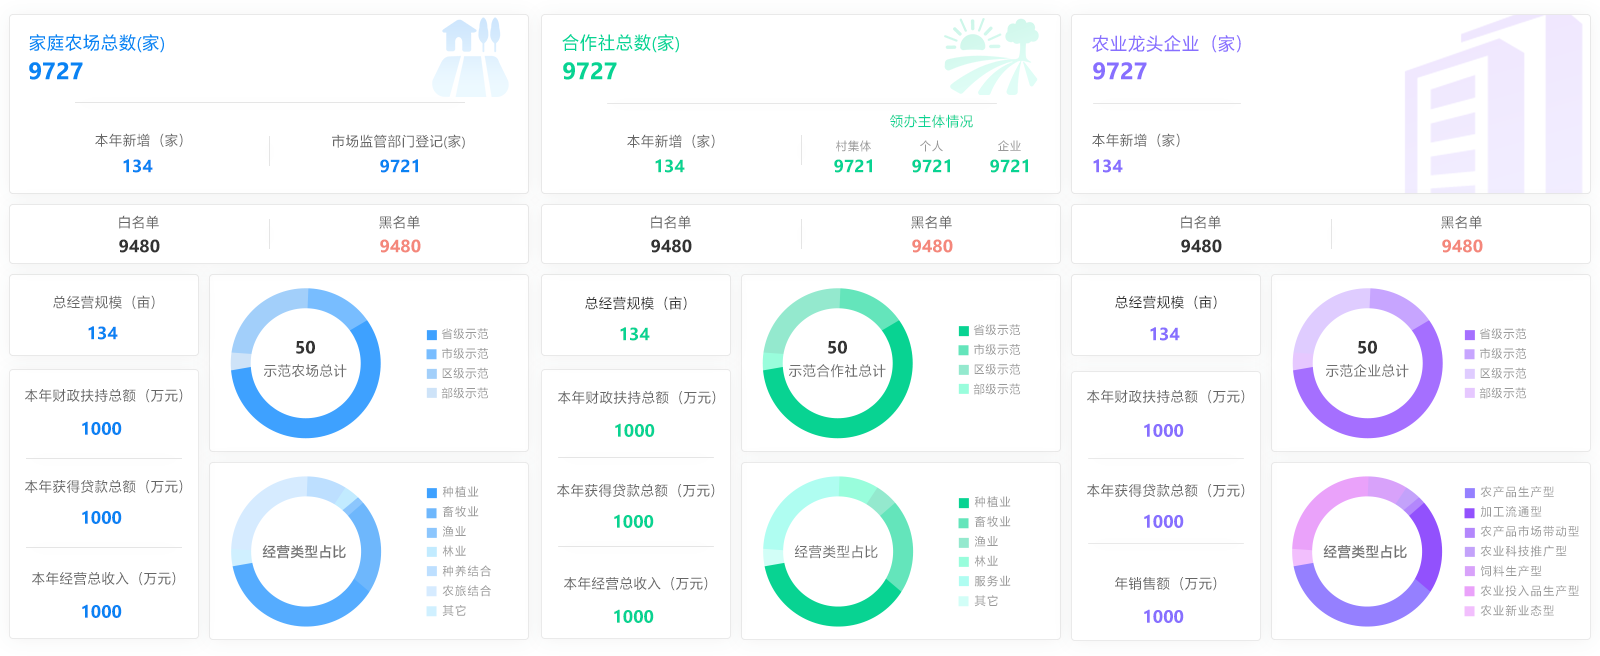 家庭农场总数(家)
9727
本年新增（家）
134
市场监管部门登记(家)
9721
白名单
9480
黑名单
9480
总经营规模（亩）
134
本年财政扶持总额（万元）
1000
本年获得贷款总额（万元）
1000
本年经营总收入（万元）
1000
50
示范农场总计
省级示范
市级示范
区级示范
部级示范
经营类型占比
种植业
畜牧业
渔业
林业
种养结合
农旅结合
其它
合作社总数(家)
9727
本年新增（家）
134
领办主体情况
村集体
9721
个人
9721
企业
9721
白名单
9480
黑名单
9480
总经营规模（亩）
134
本年财政扶持总额（万元）
1000
本年获得贷款总额（万元）
1000
本年经营总收入（万元）
1000
50
示范合作社总计
省级示范
市级示范
区级示范
部级示范
经营类型占比
种植业
畜牧业
渔业
林业
服务业
其它
农业龙头企业（家）
9727
本年新增（家）
134
白名单
9480
黑名单
9480
总经营规模（亩）
134
本年财政扶持总额（万元）
1000
本年获得贷款总额（万元）
1000
年销售额（万元）
1000
50
示范企业总计
省级示范
市级示范
区级示范
部级示范
经营类型占比
农产品生产型
加工流通型
农产品市场带动型
农业科技推广型
饲料生产型
农业投入品生产型
农业新业态型